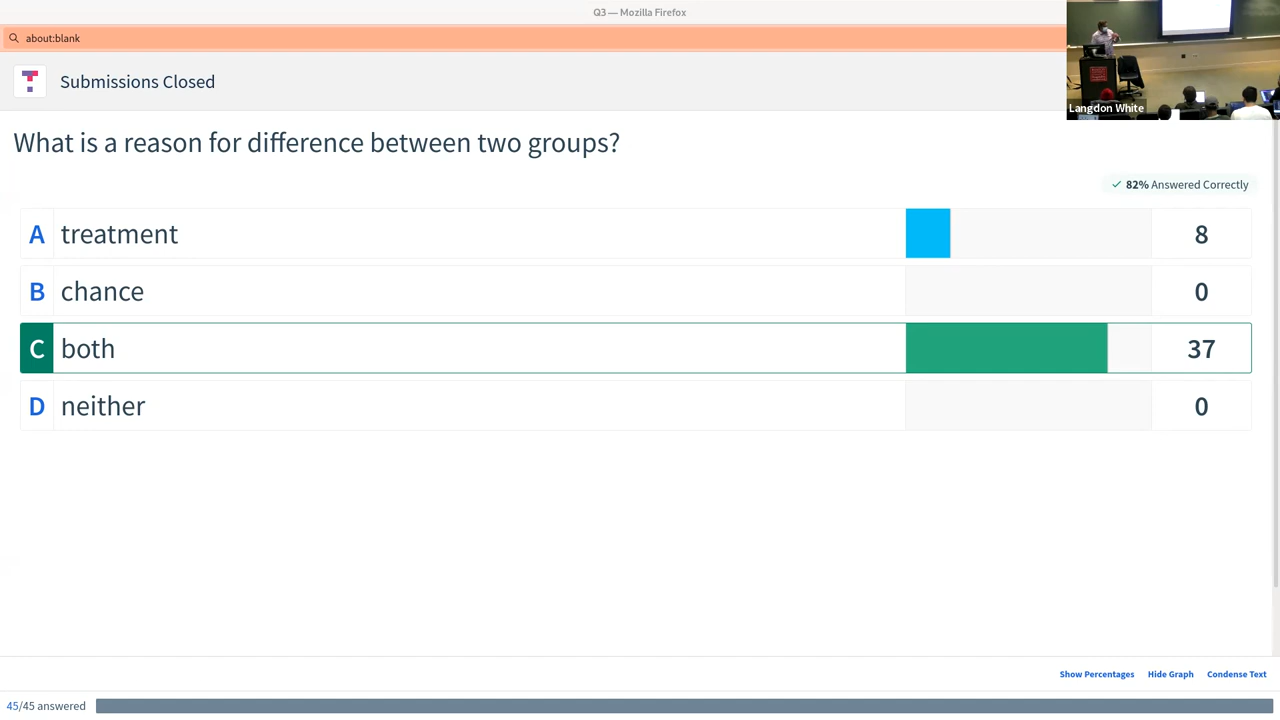 Q3 — Mozilla Firefox
about:blank
Submissions Closed
Langdon White
What is a reason for difference between two groups?
82% Answered Correctly
A treatment 8
B chance 0
C both 37
D neither 0
Show Percentages Hide Graph Condense Text
45/45 answered